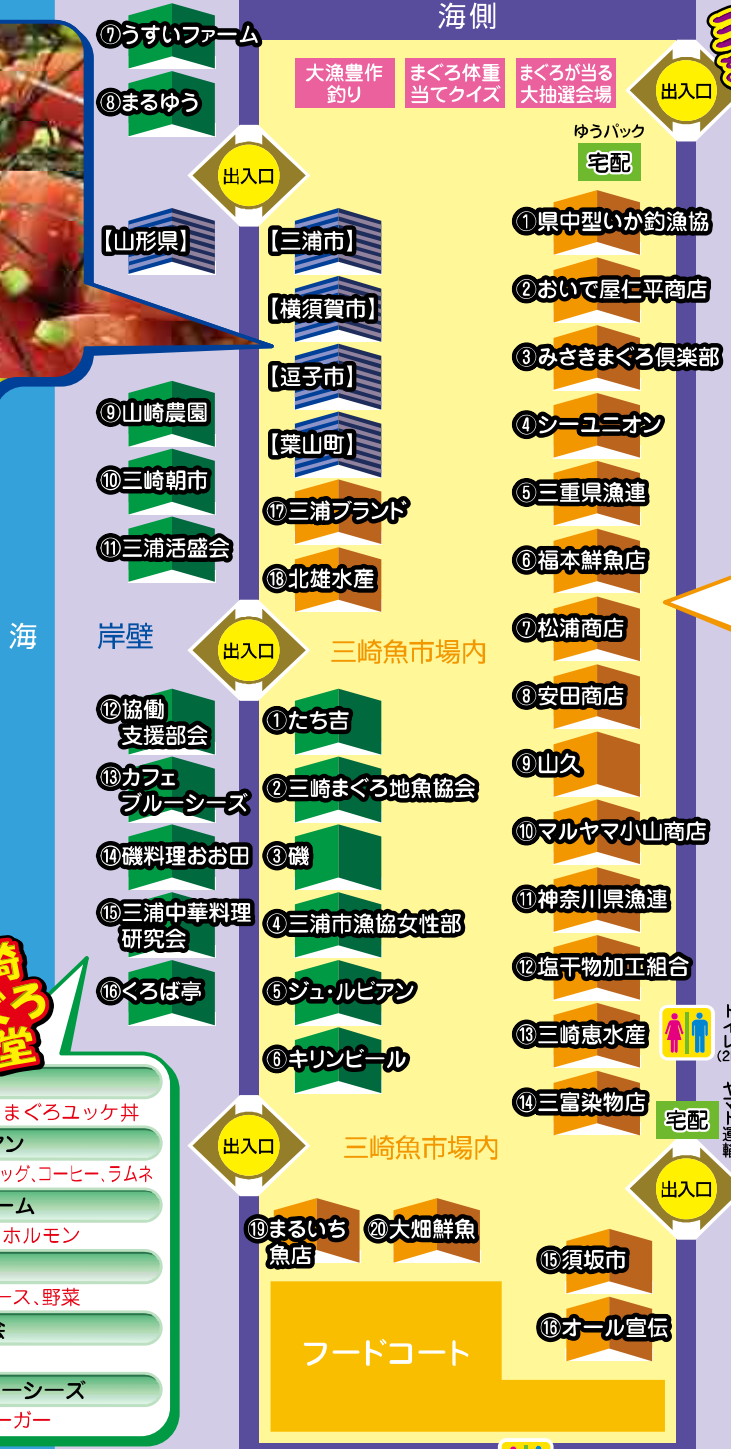 海側
⑦うすいファーム
⑧まるゆう
大漁豊作
釣り
まぐろ体重
当てクイズ
まぐろが当る
大抽選会場
出入口
ゆうパック
宅配
出入口
【山形県】
【三浦市】
【横須賀市】
【逗子市】
【葉山町】
①県中型いか釣漁協
②おいで屋仁平商店
③みさきまぐろ倶楽部
④シーユニオン
⑤三重県漁連
⑥福本鮮魚店
⑦松浦商店
⑧安田商店
⑨山久
⑩マルヤマ小山商店
⑪神奈川県漁連
⑫塩干物加工組合
⑬三崎恵水産
⑭三富染物店
⑨山崎農園
⑩三崎朝市
⑪三浦活盛会
⑰三浦ブランド
⑱北雄水産
海
岸壁
出入口
三崎魚市場内
⑫協働
支援部会
⑬カフェ
ブルーシーズ
⑭磯料理おお田
⑮三浦中華料理
研究会
⑯くろば亭
①たち吉
②三崎まぐろ地魚協会
③磯
④三浦市漁協女性部
⑤ジュ・ルビアン
⑥キリンビール
トイレ
宅配
出入口
三崎魚市場内
出入口
⑲まるいち
魚店
⑳大畑鮮魚
⑮須坂市
⑯オール宣伝
フードコート
崎
ろ
堂
まぐろユッケ丼
アン
ッグ、コーヒー、ラムネ
ーム
ホルモン
ース、野菜
会
ーシーズ
ーガー